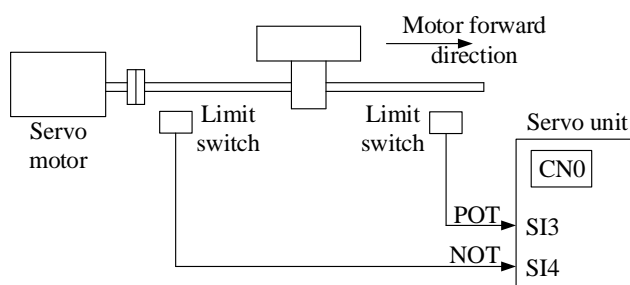 Motor forward
direction
Servo
motor
Limit
switch
Limit
switch
Servo unit
CN0
POT
SI3
NOT
SI4